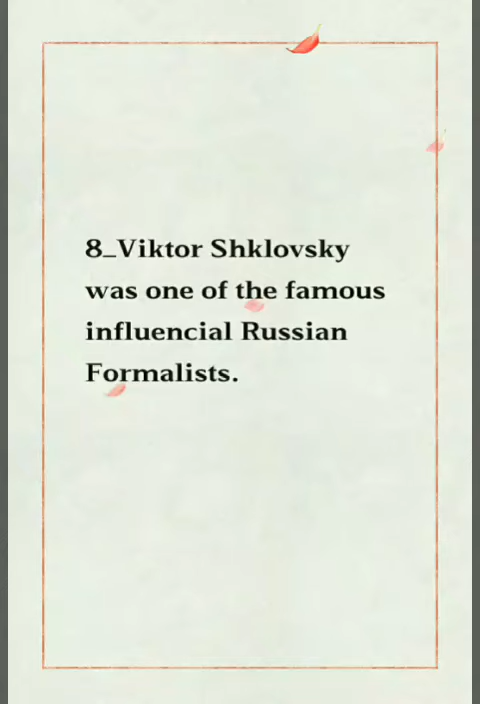 8_Viktor Shklovsky
was one of the famous
influencial Russian
Formalists.